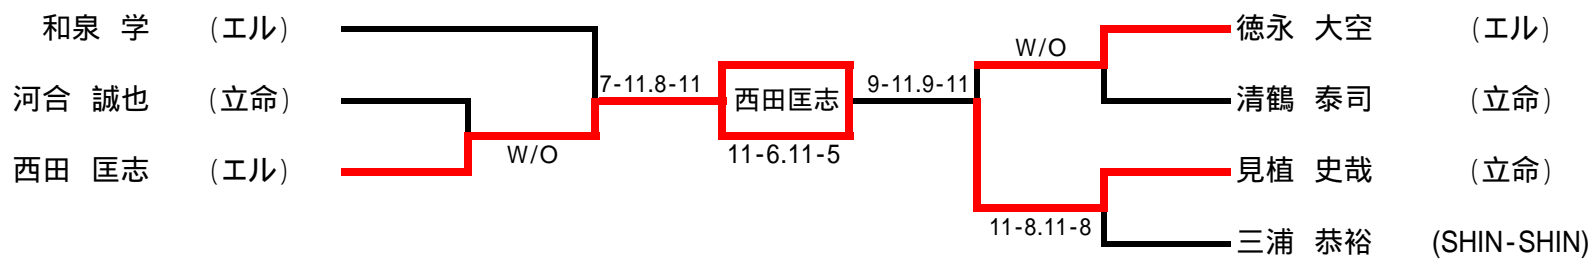 和泉 学 (エル)
河合 誠也 (立命)
西田 匡志 (エル)
W/O
7-11.8-11
西田匡志
11-6.11-5
9-11.9-11
W/O
11-8.11-8
徳永 大空 (エル)
清鶴 泰司 (立命)
見植 史哉 (立命)
三浦 恭裕 (SHIN-SHIN)